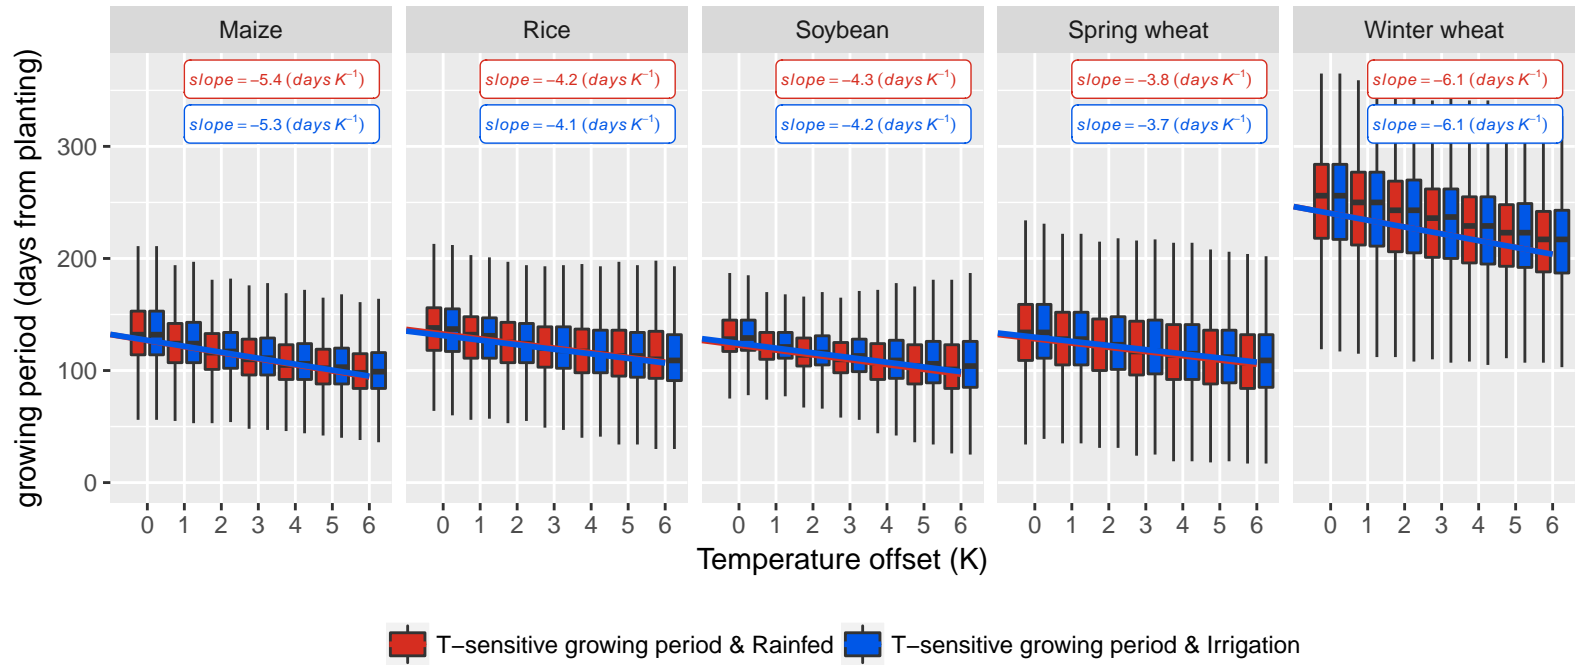 Maize Rice Soybean Spring wheat Winter wheat
slope = −5.4 (days K⁻¹) slope = −4.2 (days K⁻¹) slope = −4.3 (days K⁻¹) slope = −3.8 (days K⁻¹) slope = −6.1 (days K⁻¹)
slope = −5.3 (days K⁻¹) slope = −4.1 (days K⁻¹) slope = −4.2 (days K⁻¹) slope = −3.7 (days K⁻¹) slope = −6.1 (days K⁻¹)
growing period (days from planting)
300
200
100
0
0 1 2 3 4 5 6 0 1 2 3 4 5 6 0 1 2 3 4 5 6 0 1 2 3 4 5 6 0 1 2 3 4 5 6
Temperature offset (K)
T−sensitive growing period & Rainfed T−sensitive growing period & Irrigation